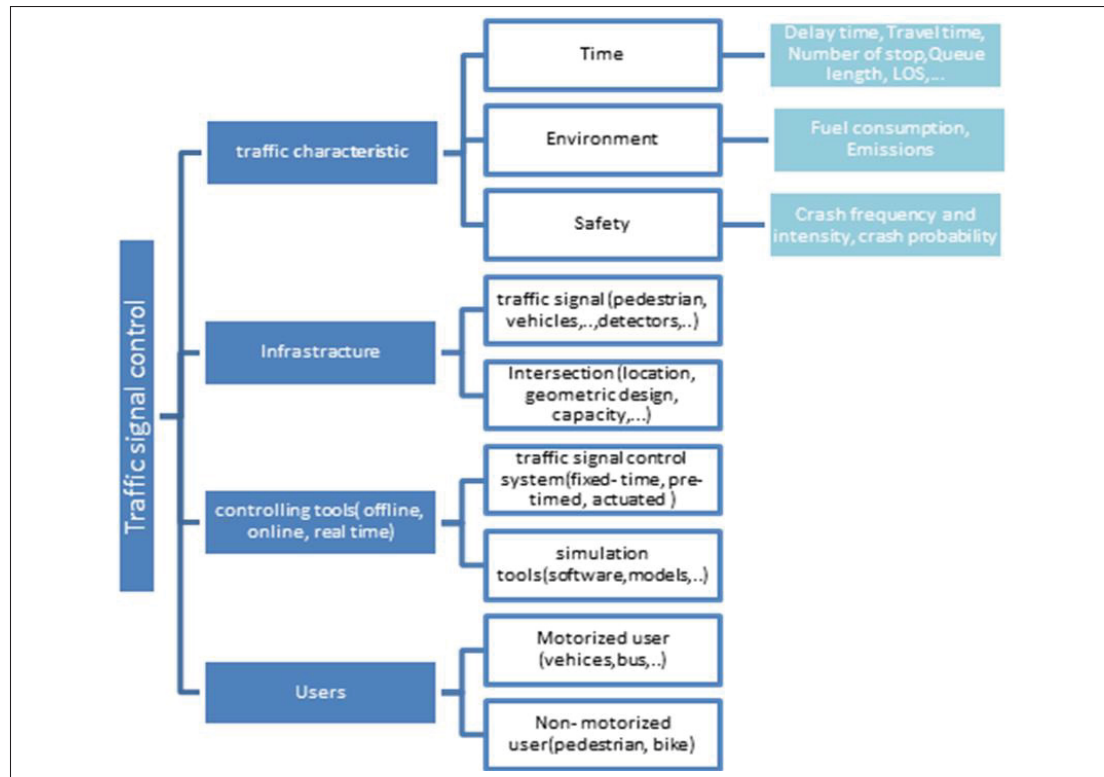 Traffic signal control
traffic characteristic
Time
Delay time, Travel time,
Number of stop,Queue
length, LOS,...
Environment
Fuel consumption,
Emissions
Safety
Crash frequency and
intensity, crash probability
Infrastracture
traffic signal(pedestrian,
vehicles,..,detectors,..)
Intersection(location,
geometric design,
capacity,...)
controlling tools( offline,
online, real time)
traffic signal control
system(fixed- time, pre-
timed, actuated )
simulation
tools(software,models,..)
Users
Motorized user
(vehices,bus,..)
Non- motorized
user(pedestrian, bike)